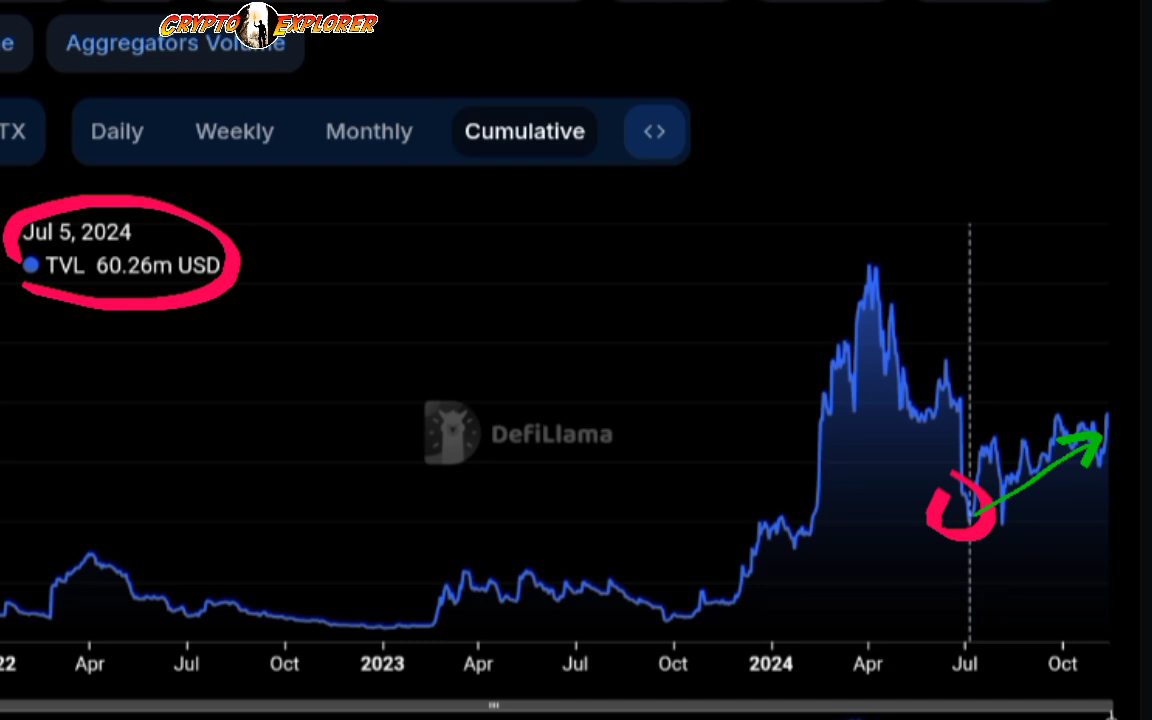 CRYPTO EXPLORER
e
Aggregators Volume
TX
Daily Weekly Monthly Cumulative <>
Jul 5, 2024
TVL 60.26m USD
DefiLlama
22 Apr Jul Oct 2023 Apr Jul Oct 2024 Apr Jul Oct